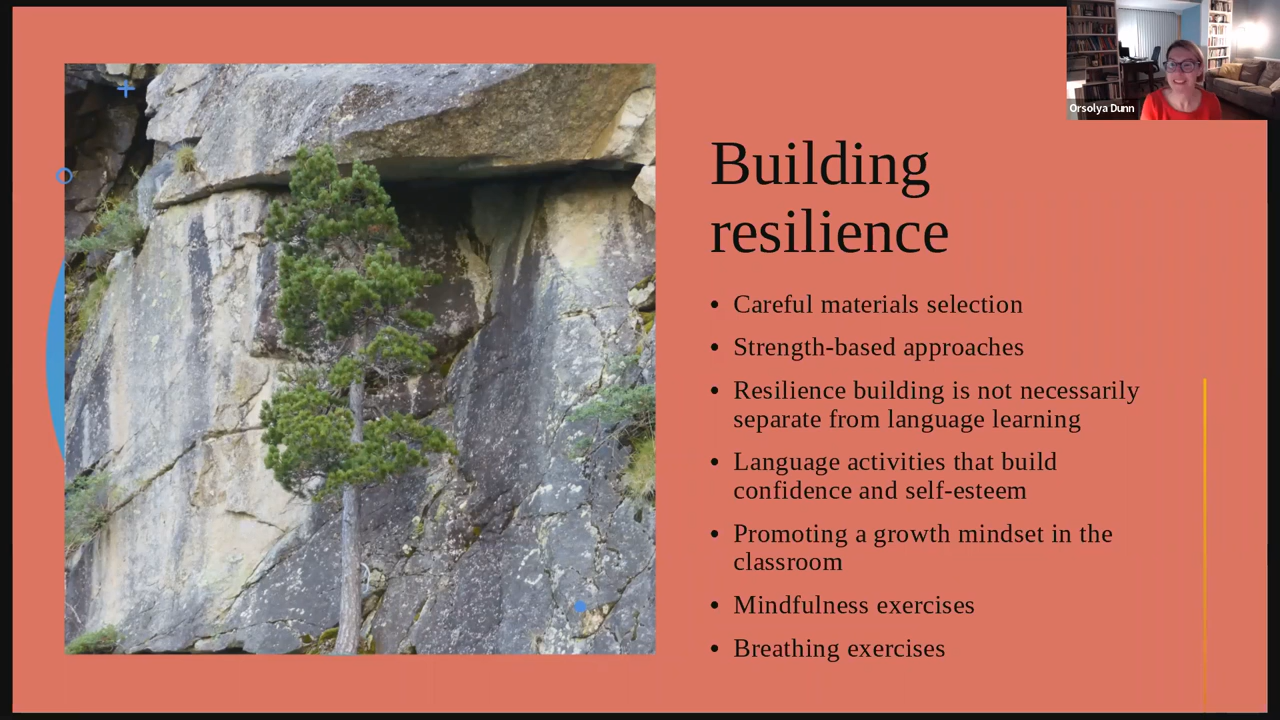 Orsolya Dunn
Building
resilience
• Careful materials selection
• Strength-based approaches
• Resilience building is not necessarily
separate from language learning
• Language activities that build
confidence and self-esteem
• Promoting a growth mindset in the
classroom
• Mindfulness exercises
• Breathing exercises